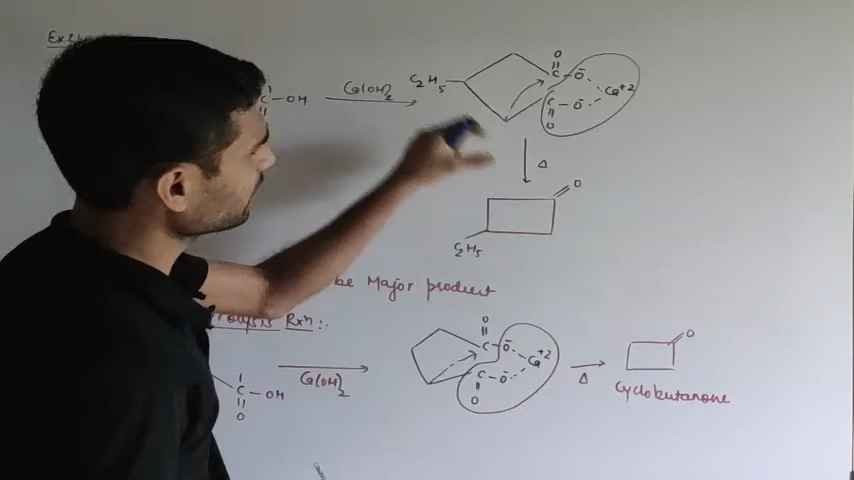 C – OH
Ca(OH)2
C2H5
O
C – O⁻
Ca+2
C – O⁻
O
Δ
O
C2H5
be Major product
Rxn :-
C – OH
O
Ca(OH)2
O
C – O⁻
Ca+2
C – O⁻
O
Δ
O
Cyclobutanone